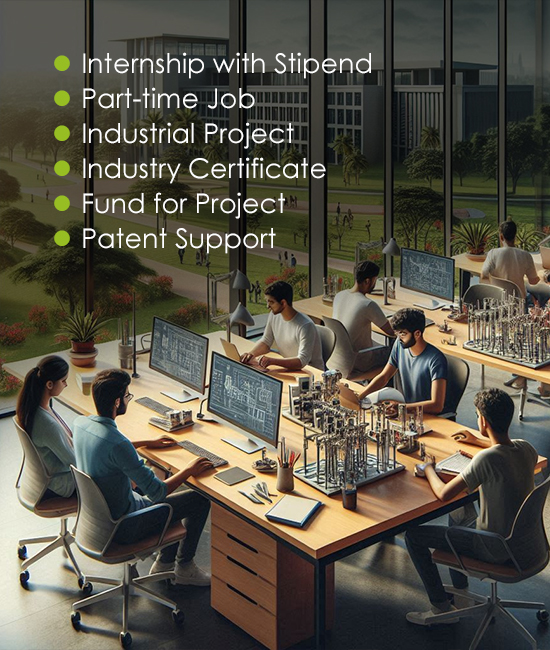 Internship with Stipend
Part-time Job
Industrial Project
Industry Certificate
Fund for Project
Patent Support